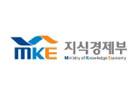 mKE 지식경제부
Ministry of Knowledge Economy